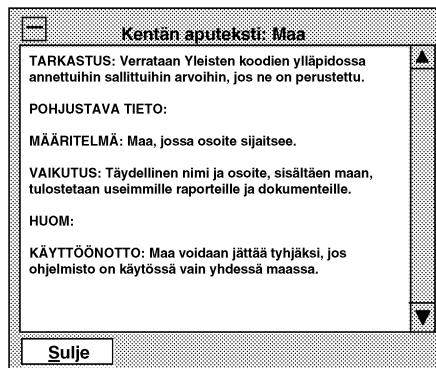 Kentän aputeksti: Maa
TARKASTUS: Verrataan Yleisten koodien ylläpidossa
annettuihin sallittuihin arvoihin, jos ne on perustettu.
POHJUSTAVA TIETO:
MÄÄRITELMÄ: Maa, jossa osoite sijaitsee.
VAIKUTUS: Täydellinen nimi ja osoite, sisältäen maan,
tulostetaan useimmille raporteille ja dokumenteille.
HUOM:
KÄYTTÖÖNOTTO: Maa voidaan jättää tyhjäksi, jos
ohjelmisto on käytössä vain yhdessä maassa.
Sulje